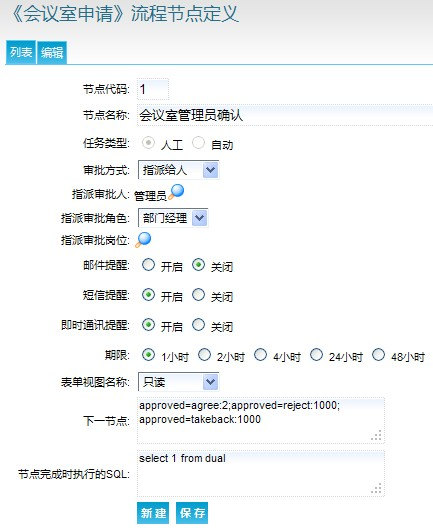 《会议室申请》流程节点定义
列表 编辑
节点代码: 1
节点名称: 会议室管理员确认
任务类型: 人工 自动
审批方式: 指派给人
指派审批人: 管理员
指派审批角色: 部门经理
指派审批岗位:
邮件提醒: 开启 关闭
短信提醒: 开启 关闭
即时通讯提醒: 开启 关闭
期限: 1小时 2小时 4小时 24小时 48小时
表单视图名称: 只读
下一节点: approved=agree:2;approved=reject:1000;
approved=takeback:1000
节点完成时执行的SQL: select 1 from dual
新建 保存